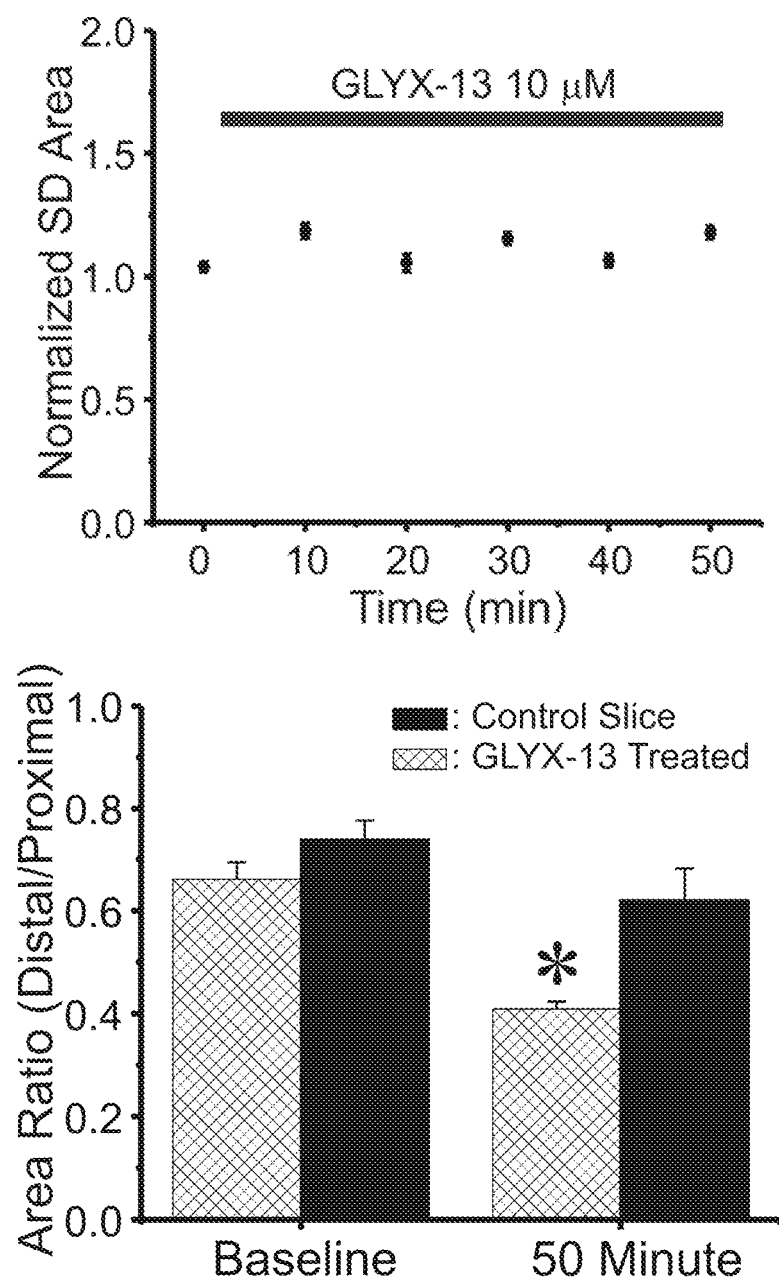 2.0
GLYX-13 10 μM
1.5
1.0
0.5
0.0
Normalized SD Area
0 10 20 30 40 50
Time (min)
1.0
: Control Slice
: GLYX-13 Treated
0.8
0.6
*
0.4
0.2
0.0
Area Ratio (Distal/Proximal)
Baseline 50 Minute